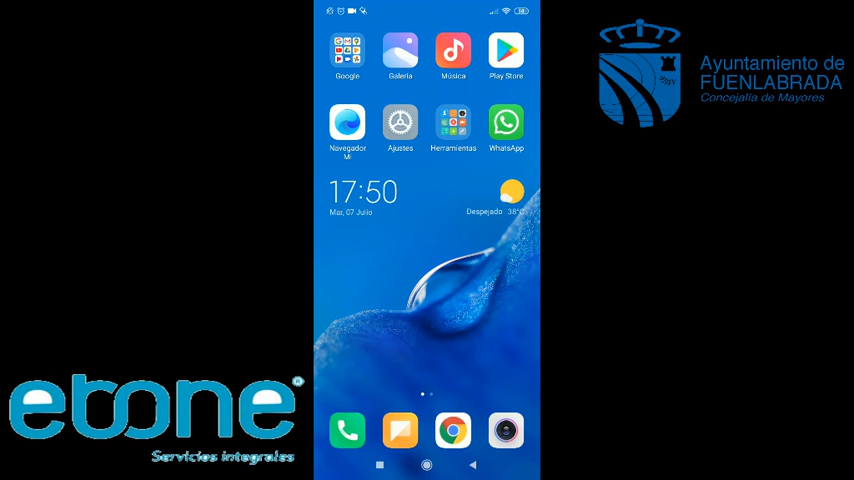 58
Ayuntamiento de
FUENLABRADA
Concejalía de Mayores
Google
Galería
Música
Play Store
Navegador
Mi
Ajustes
Herramientas
WhatsApp
17:50
Mar, 07 Julio
Despejado 38°C
ebone
Servicios integrales